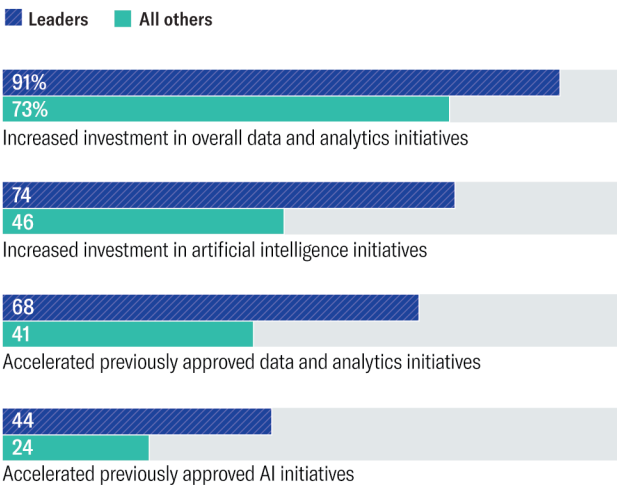 Leaders All others
91%
73%
Increased investment in overall data and analytics initiatives
74
46
Increased investment in artificial intelligence initiatives
68
41
Accelerated previously approved data and analytics initiatives
44
24
Accelerated previously approved AI initiatives